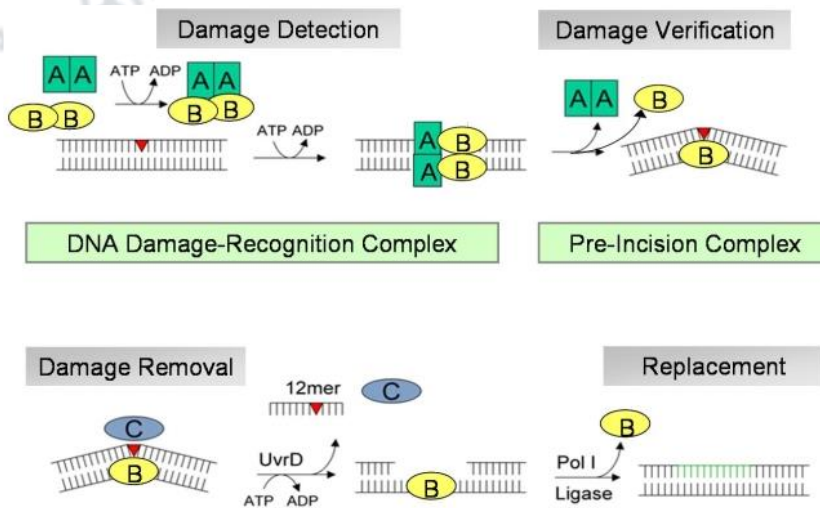 Damage Detection
Damage Verification
A A
ATP ADP
A A
B B
B B
ATP ADP
A B
A B
A A
B
B
DNA Damage-Recognition Complex
Pre-Incision Complex
Damage Removal
Replacement
12mer
C
C
B
UvrD
ATP ADP
B
B
Pol I
Ligase